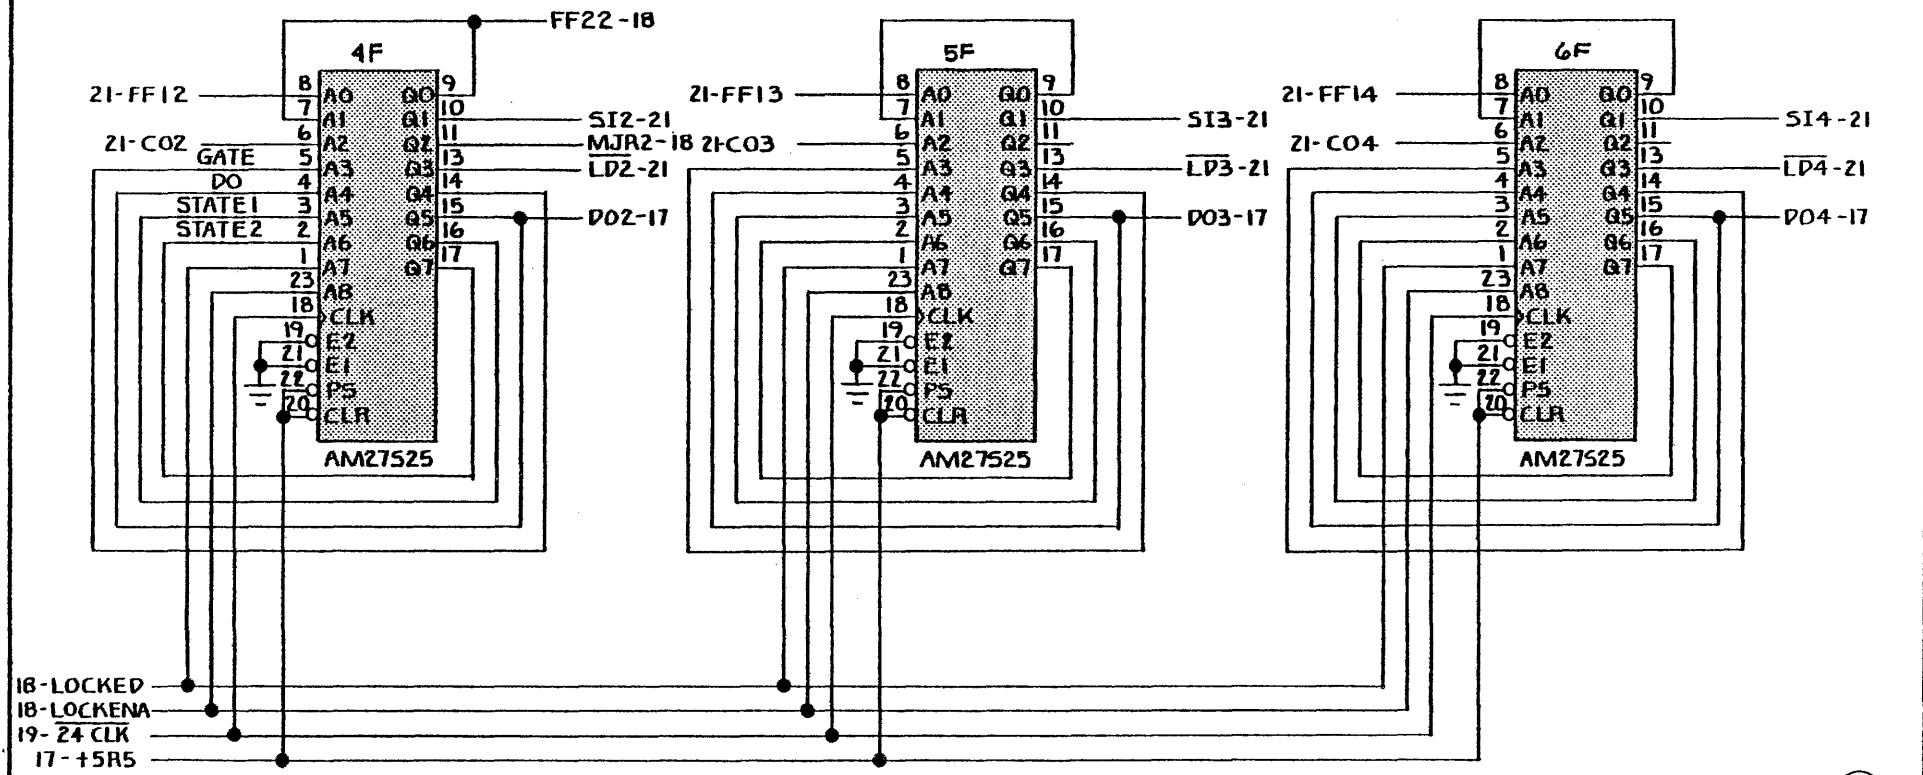 FF22-18
4F
21-FF12
8 A0 Q0 9
7 A1 Q1 10 SI2-21
21-CO2 6 A2 Q2 11 MJR2-18
GATE 5 A3 Q3 13 LD2-21
DO 4 A4 Q4 14
STATE1 3 A5 Q5 15 DO2-17
STATE2 2 A6 Q6 16
1 A7 Q7 17
23 A8
18 CLK
19 E2
21 E1
22 PS
20 CLR
AM27S25
5F
21-FF13
8 A0 Q0 9
7 A1 Q1 10 SI3-21
21-CO3 6 A2 Q2 11
5 A3 Q3 13 LD3-21
4 A4 Q4 14
3 A5 Q5 15 DO3-17
2 A6 Q6 16
1 A7 Q7 17
23 A8
18 CLK
19 E2
21 E1
22 PS
20 CLR
AM27S25
6F
21-FF14
8 A0 Q0 9
7 A1 Q1 10 SI4-21
21-CO4 6 A2 Q2 11
5 A3 Q3 13 LD4-21
4 A4 Q4 14
3 A5 Q5 15 DO4-17
2 A6 Q6 16
1 A7 Q7 17
23 A8
18 CLK
19 E2
21 E1
22 PS
20 CLR
AM27S25
18-LOCKED
18-LOCKENA
19-24 CLK
17-+5R5